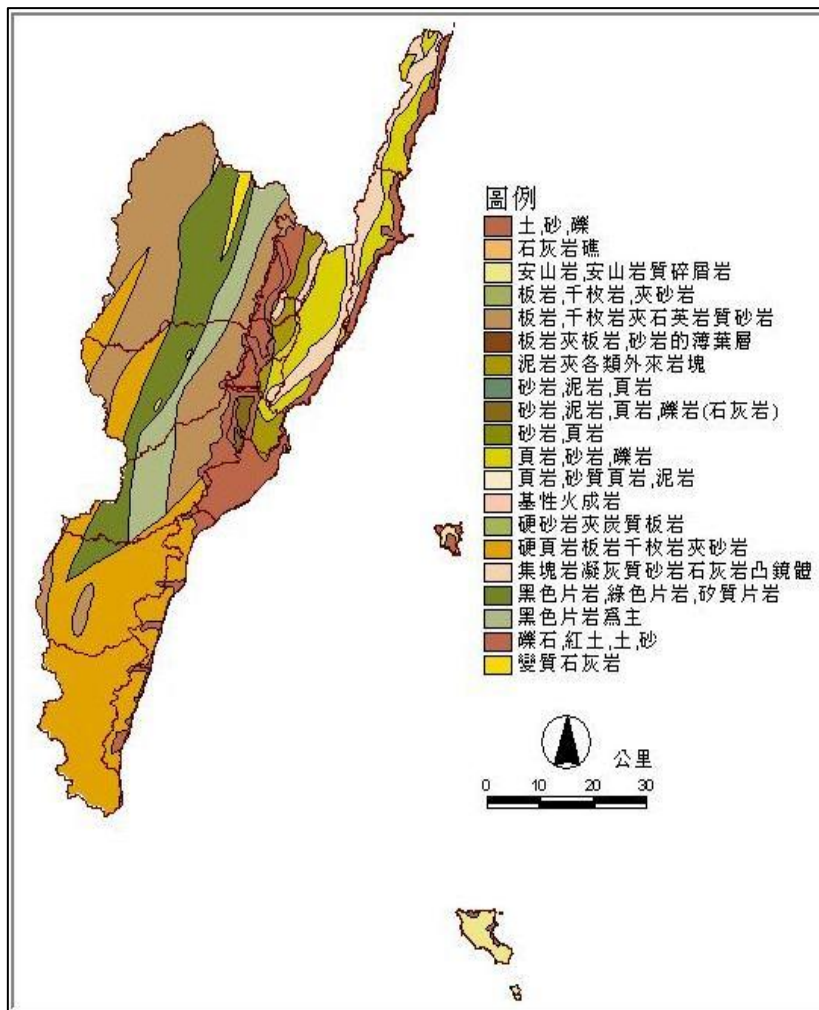 圖例
土,砂,礫
石灰岩礁
安山岩,安山岩質碎屑岩
板岩,千枚岩,夾砂岩
板岩,千枚岩夾石英岩質砂岩
板岩夾板岩,砂岩的薄葉層
泥岩夾各類外來岩塊
砂岩,泥岩,頁岩
砂岩,泥岩,頁岩,礫岩(石灰岩)
砂岩,頁岩
頁岩,砂岩,礫岩
頁岩,砂質頁岩,泥岩
基性火成岩
硬砂岩夾炭質板岩
硬頁岩板岩千枚岩夾砂岩
集塊岩凝灰質砂岩石灰岩凸鏡體
黑色片岩,綠色片岩,矽質片岩
黑色片岩爲主
礫石,紅土,土,砂
變質石灰岩
公里
0 10 20 30